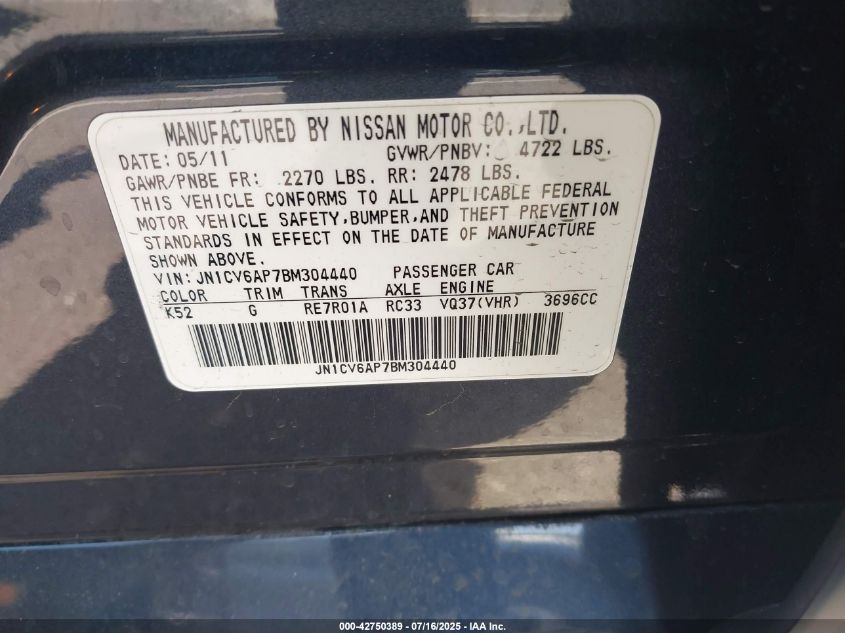 MANUFACTURED BY NISSAN MOTOR CO.,LTD.
DATE: 05/11 GVWR/PNBV: 4722 LBS.
GAWR/PNBE FR: 2270 LBS. RR: 2478 LBS.
THIS VEHICLE CONFORMS TO ALL APPLICABLE FEDERAL
MOTOR VEHICLE SAFETY,BUMPER,AND THEFT PREVENTION
STANDARDS IN EFFECT ON THE DATE OF MANUFACTURE
SHOWN ABOVE.
VIN: JN1CV6AP7BM304440 PASSENGER CAR
COLOR TRIM TRANS AXLE ENGINE
K52 G RE7R01A RC33 VQ37(VHR) 3696CC
JN1CV6AP7BM304440
000-42750389 - 07/16/2025 - IAA Inc.